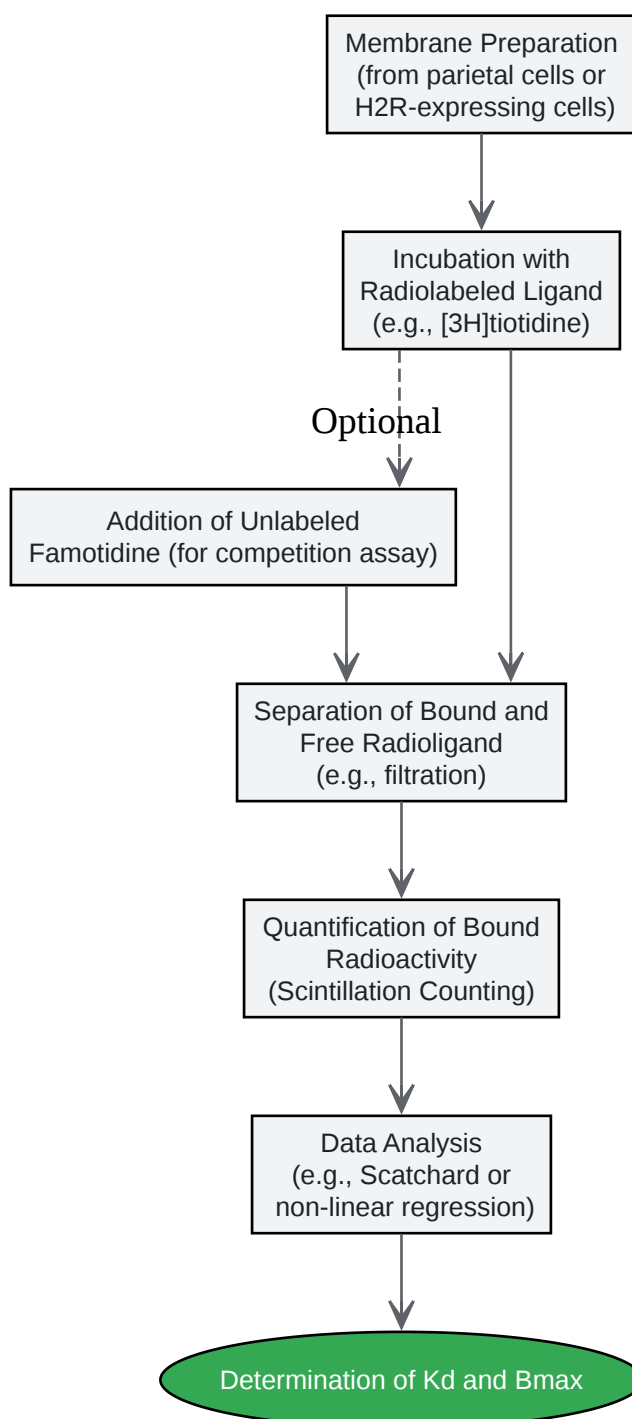 Membrane Preparation
(from parietal cells or
H2R-expressing cells)
Incubation with
Radiolabeled Ligand
(e.g., [3H]tiotidine)
Optional
Addition of Unlabeled
Famotidine (for competition assay)
Separation of Bound and
Free Radioligand
(e.g., filtration)
Quantification of Bound
Radioactivity
(Scintillation Counting)
Data Analysis
(e.g., Scatchard or
non-linear regression)
Determination of Kd and Bmax